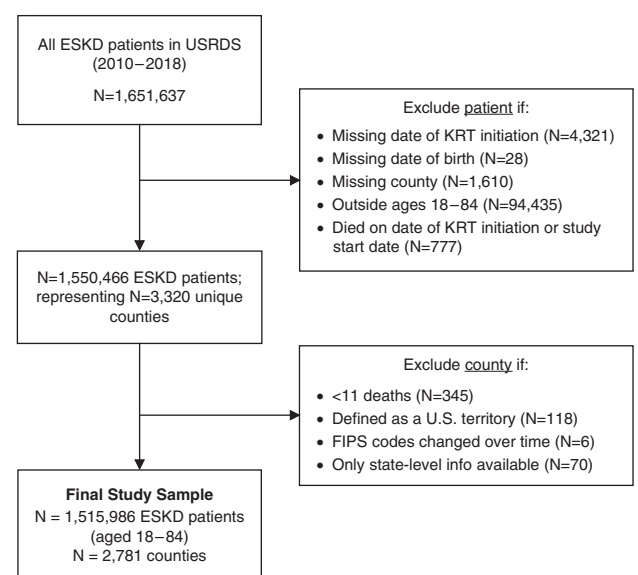 All ESKD patients in USRDS
(2010–2018)
N=1,651,637
Exclude patient if:
• Missing date of KRT initiation (N=4,321)
• Missing date of birth (N=28)
• Missing county (N=1,610)
• Outside ages 18–84 (N=94,435)
• Died on date of KRT initiation or study
start date (N=777)
N=1,550,466 ESKD patients;
representing N=3,320 unique
counties
Exclude county if:
• <11 deaths (N=345)
• Defined as a U.S. territory (N=118)
• FIPS codes changed over time (N=6)
• Only state-level info available (N=70)
Final Study Sample
N = 1,515,986 ESKD patients
(aged 18–84)
N = 2,781 counties